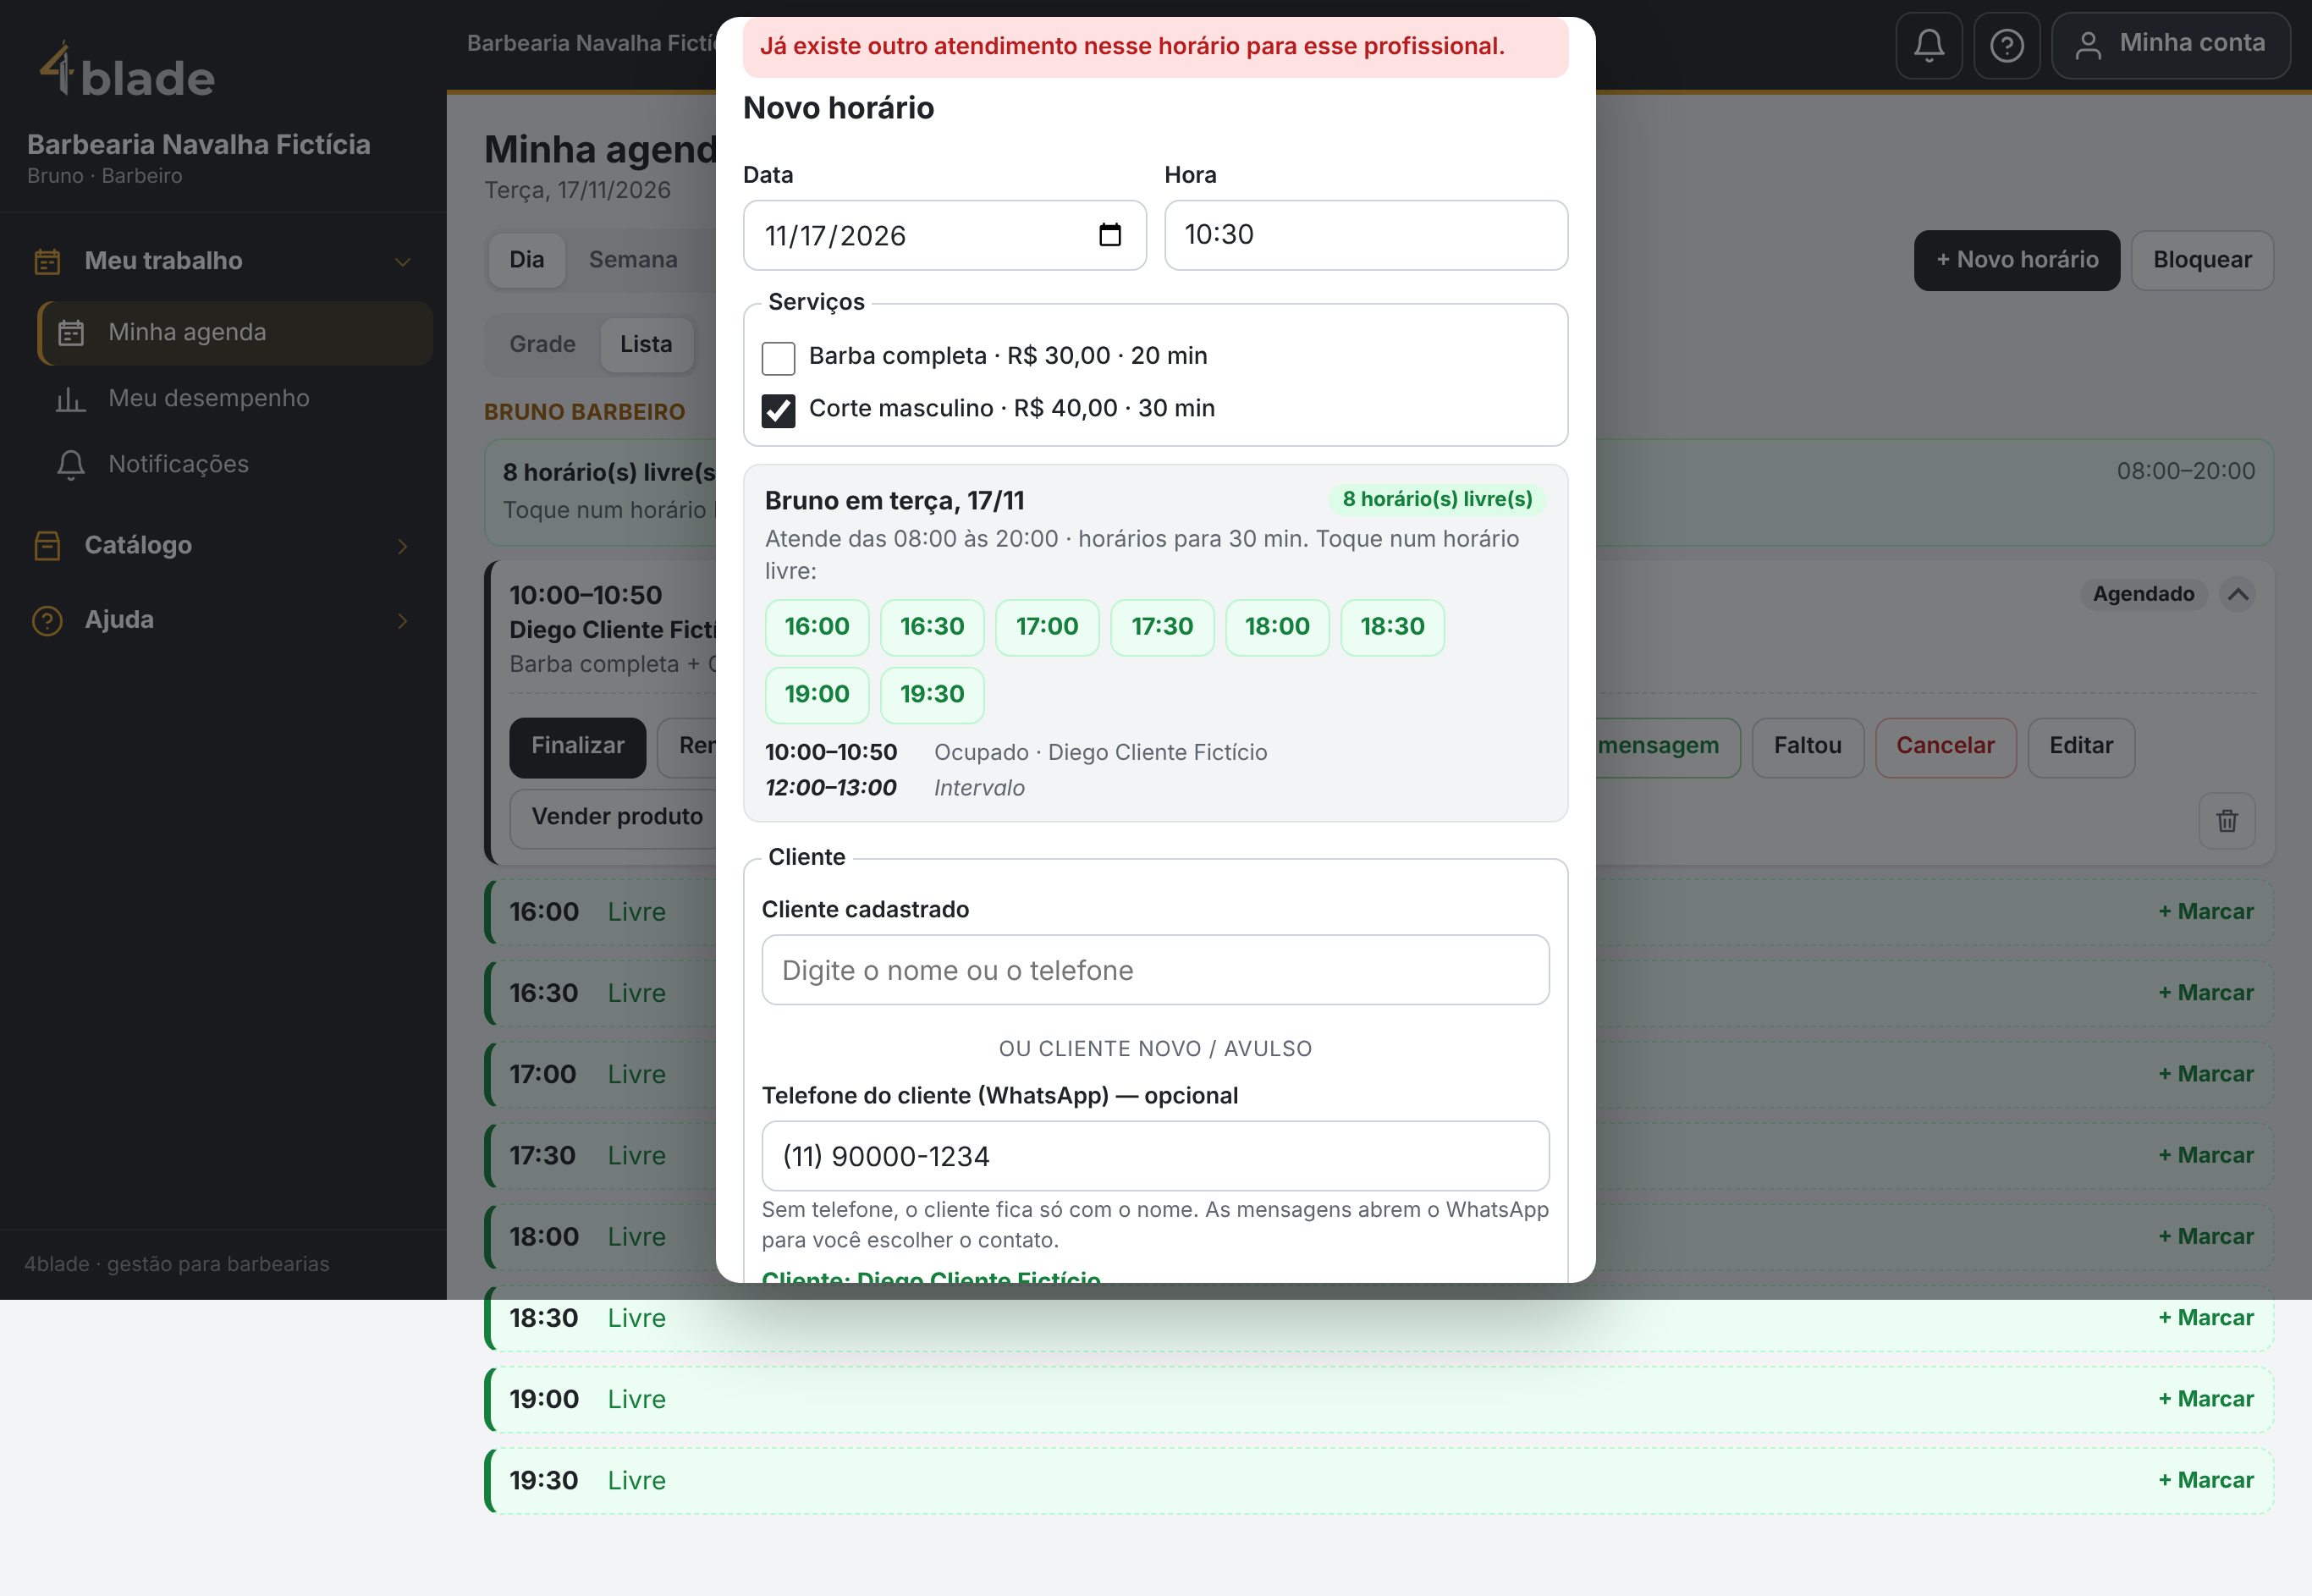 4blade
Barbearia Navalha Fictícia
Bruno · Barbeiro
Meu trabalho
Minha agenda
Meu desempenho
Notificações
Catálogo
Ajuda
4blade · gestão para barbearias
Barbearia Navalha
Minha conta
Minha
Terça, 17/11/2026
Dia
Semana
+ Novo horário
Bloquear
Grade
Lista
BRUNO BARBEIRO
8 horário(s)
08:00–20:00
Toque num horário
10:00–10:50
Agendado
Diego Cliente
Barba completa +
Finalizar
mensagem
Faltou
Cancelar
Editar
Vender produto
16:00 Livre + Marcar
16:30 Livre + Marcar
17:00 Livre + Marcar
17:30 Livre + Marcar
18:00 Livre + Marcar
18:30 Livre + Marcar
19:00 Livre + Marcar
19:30 Livre + Marcar
Já existe outro atendimento nesse horário para esse profissional.
Novo horário
Data
Hora
11/17/2026
10:30
Serviços
Barba completa · R$ 30,00 · 20 min
Corte masculino · R$ 40,00 · 30 min
Bruno em terça, 17/11
8 horário(s) livre(s)
Atende das 08:00 às 20:00 · horários para 30 min. Toque num horário
livre:
16:00 16:30 17:00 17:30 18:00 18:30
19:00 19:30
10:00–10:50 Ocupado · Diego Cliente Fictício
12:00–13:00 Intervalo
Cliente
Cliente cadastrado
Digite o nome ou o telefone
OU CLIENTE NOVO / AVULSO
Telefone do cliente (WhatsApp) — opcional
(11) 90000-1234
Sem telefone, o cliente fica só com o nome. As mensagens abrem o WhatsApp
para você escolher o contato.
Cliente: Diego Cliente Fictício